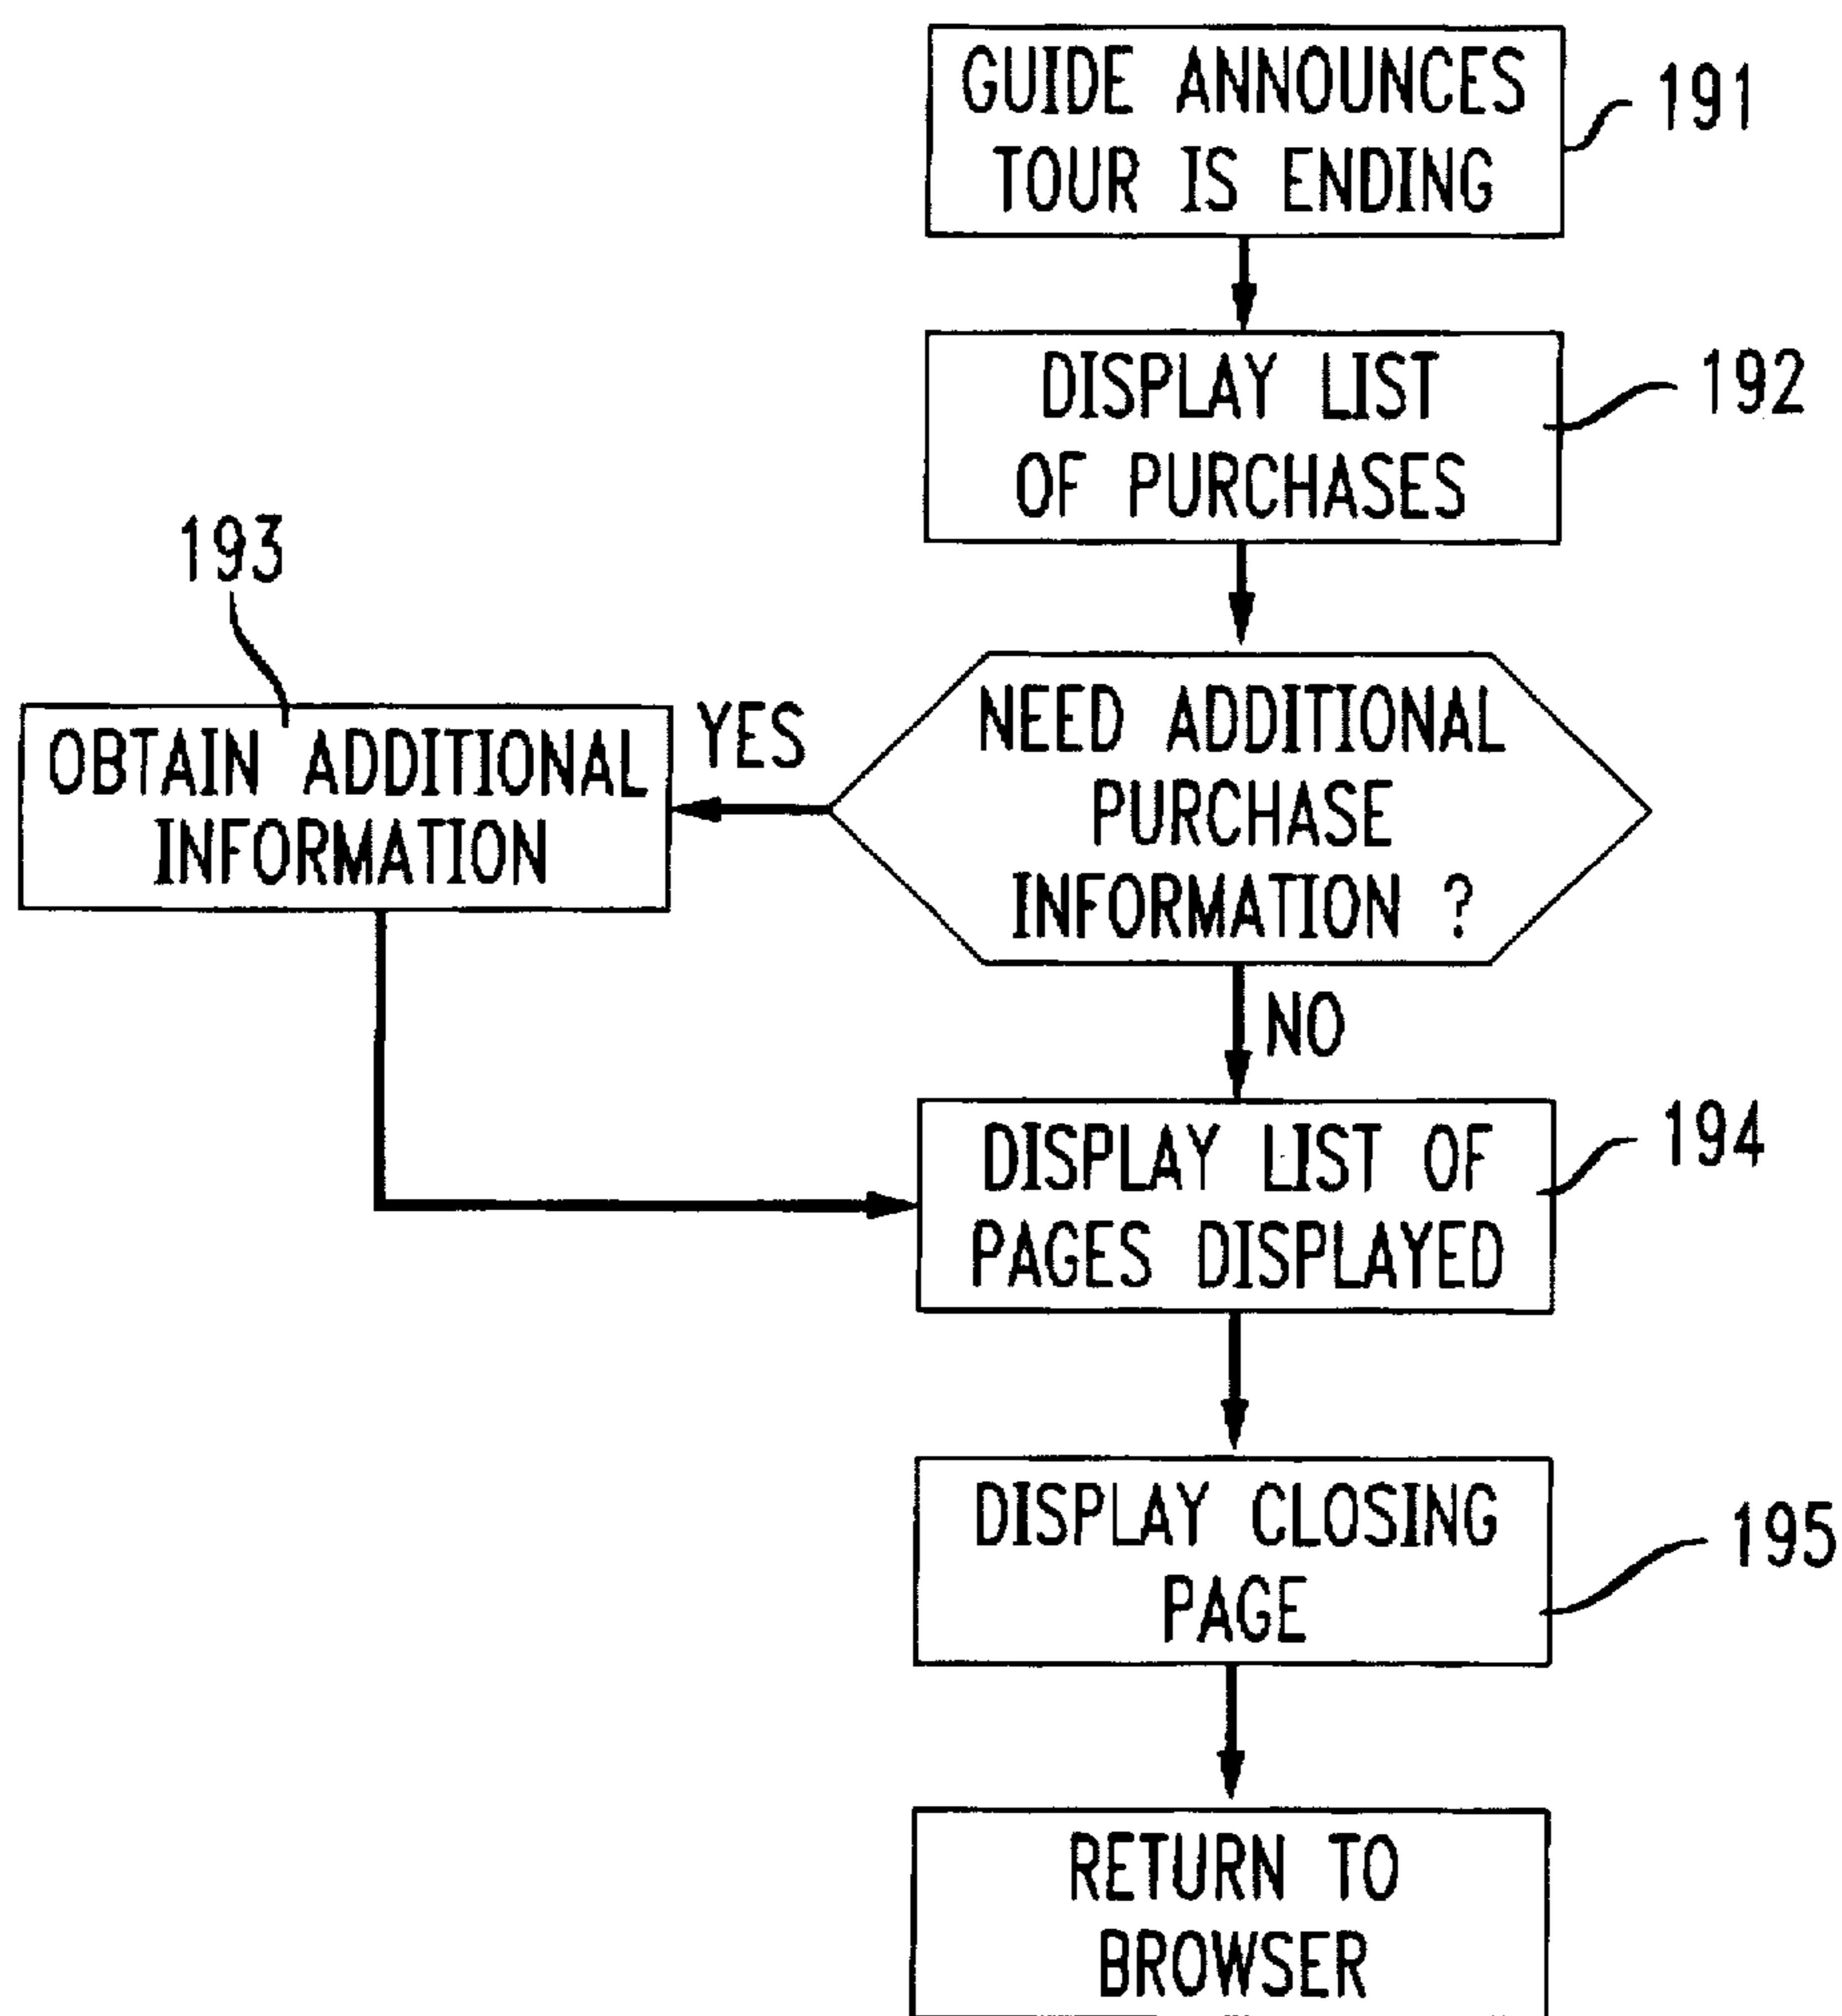 GUIDE ANNOUNCES
TOUR IS ENDING
191
DISPLAY LIST
OF PURCHASES
192
193
OBTAIN ADDITIONAL
INFORMATION
YES
NEED ADDITIONAL
PURCHASE
INFORMATION ?
NO
DISPLAY LIST OF
PAGES DISPLAYED
194
DISPLAY CLOSING
PAGE
195
RETURN TO
BROWSER